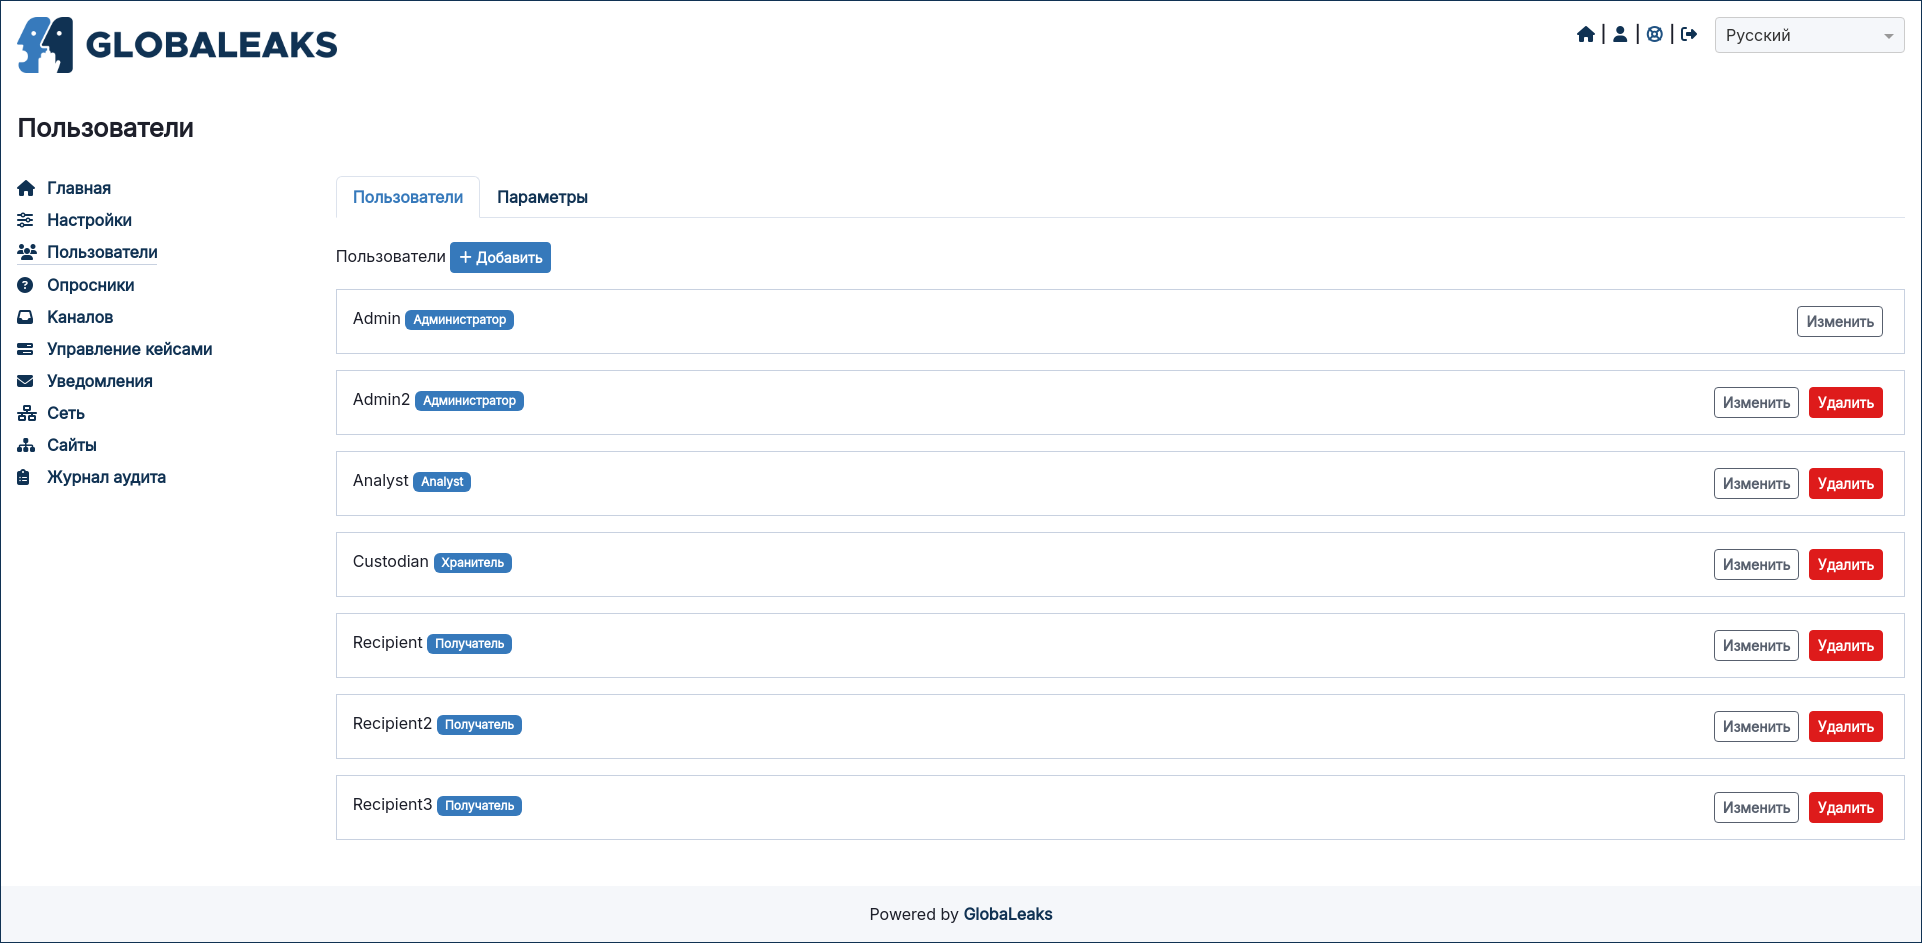 GLOBALEAKS
Русский
Пользователи
Главная
Настройки
Пользователи
Опросники
Каналов
Управление кейсами
Уведомления
Сеть
Сайты
Журнал аудита
Пользователи Параметры
Пользователи Добавить
Admin Администратор Изменить
Admin2 Администратор Изменить Удалить
Analyst Analyst Изменить Удалить
Custodian Хранитель Изменить Удалить
Recipient Получатель Изменить Удалить
Recipient2 Получатель Изменить Удалить
Recipient3 Получатель Изменить Удалить
Powered by GlobaLeaks